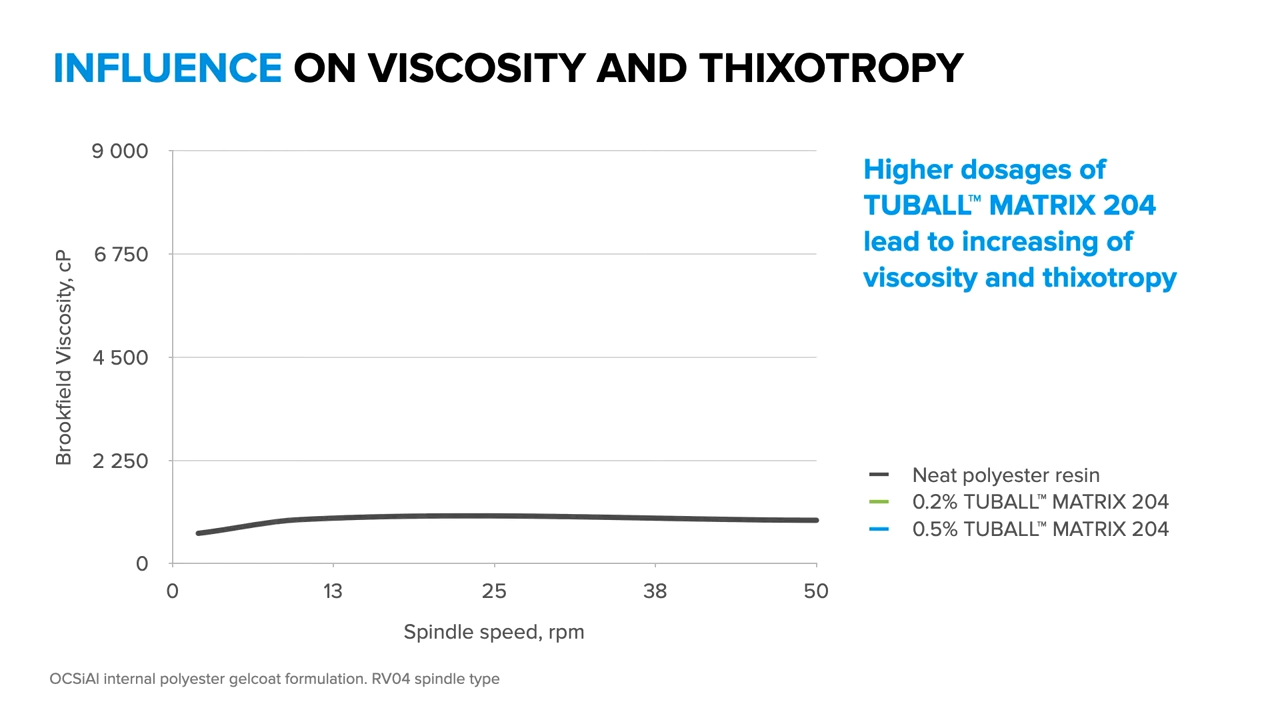 INFLUENCE ON VISCOSITY AND THIXOTROPY
9 000
6 750
4 500
2 250
0
Brookfield Viscosity, cP
0 13 25 38 50
Spindle speed, rpm
Higher dosages of
TUBALL™ MATRIX 204
lead to increasing of
viscosity and thixotropy
Neat polyester resin
0.2% TUBALL™ MATRIX 204
0.5% TUBALL™ MATRIX 204
OCSiAl internal polyester gelcoat formulation. RV04 spindle type